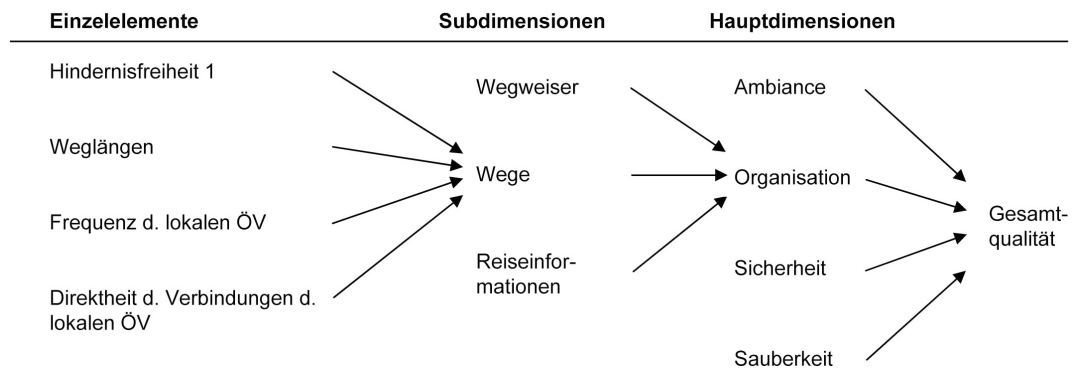 Einzelelemente
Subdimensionen
Hauptdimensionen
Hindernisfreiheit 1
Weglängen
Frequenz d. lokalen ÖV
Direktheit d. Verbindungen d.
lokalen ÖV
Wegweiser
Wege
Reiseinfor-
mationen
Ambiance
Organisation
Sicherheit
Sauberkeit
Gesamt-
qualität